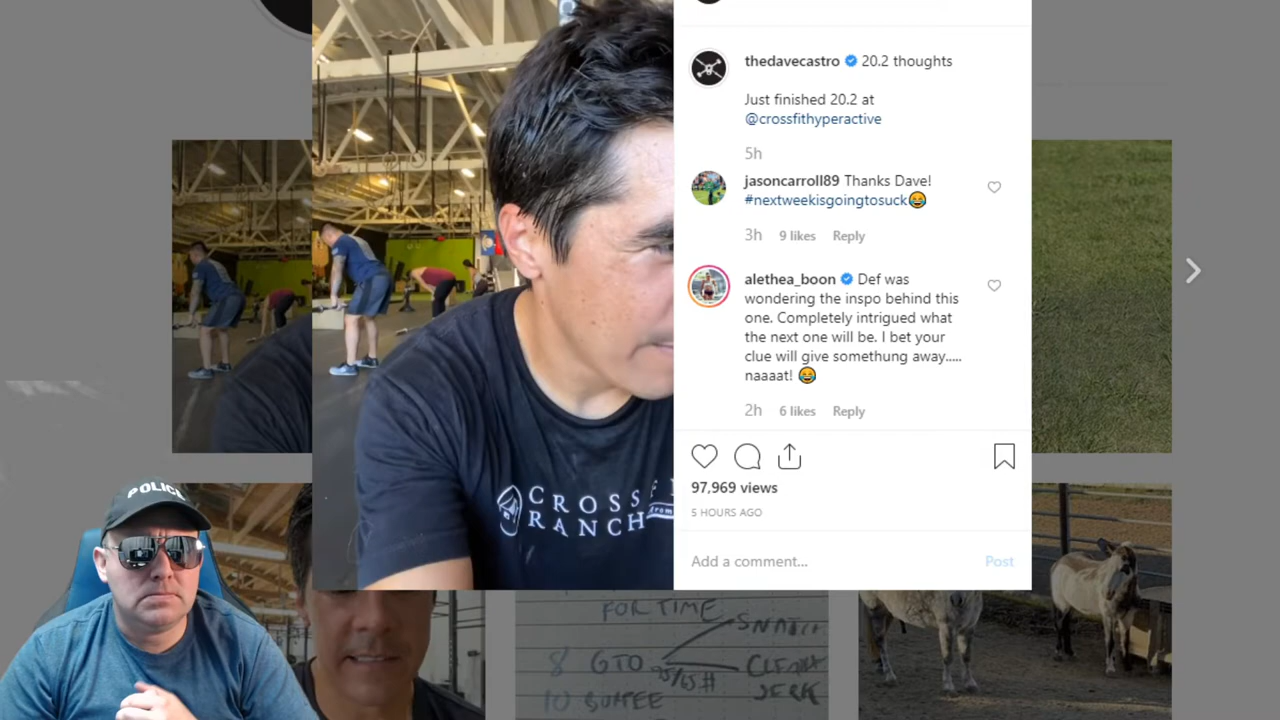 thedavecastro 20.2 thoughts
Just finished 20.2 at
@crossfithyperactive
5h
jasoncarroll89 Thanks Dave!
#nextweekisgoingtosuck😂
3h 9 likes Reply
alethea_boon Def was
wondering the inspo behind this
one. Completely intrigued what
the next one will be. I bet your
clue will give somethung away.....
naaaat! 😂
2h 6 likes Reply
97,969 views
5 HOURS AGO
Add a comment... Post
CROSSF
RANCH
from
POLICE
FOR TIME
SNATCH
8 GTO CLEAN
95/65# JERK
10 BURPEE